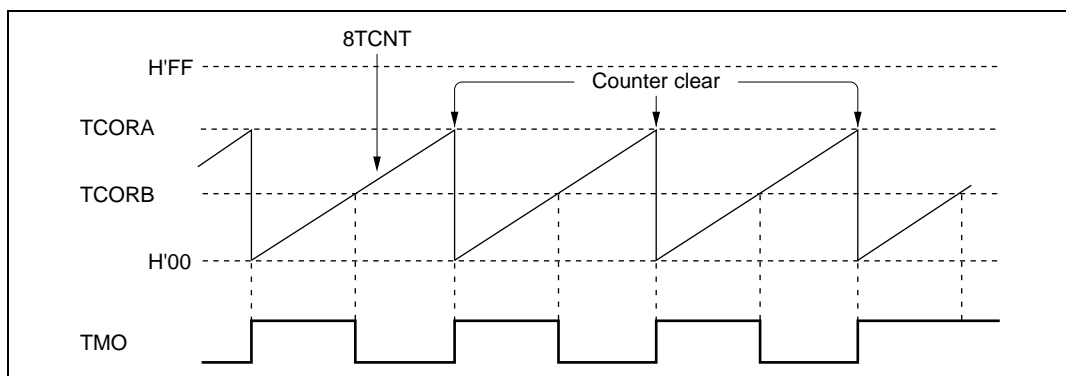 8TCNT
H'FF
Counter clear
TCORA
TCORB
H'00
TMO